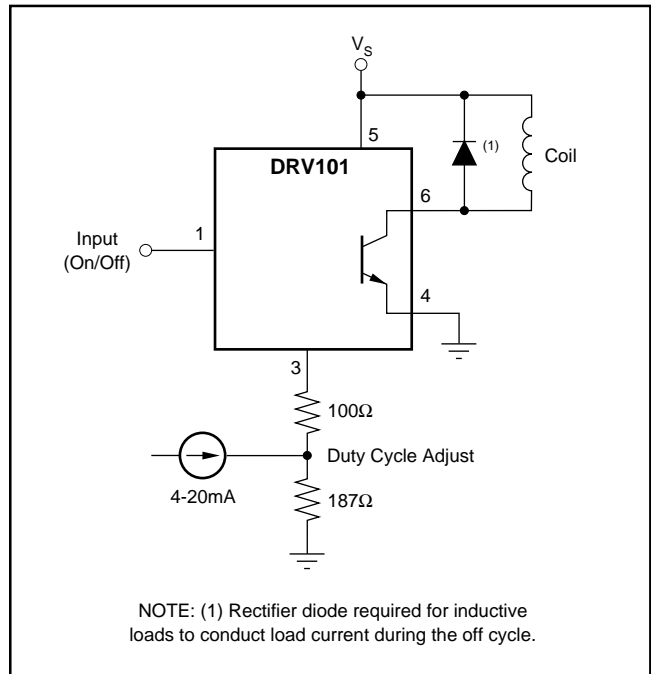 V_S
5
DRV101
(1)
Coil
6
1
Input
(On/Off)
4
3
100Ω
Duty Cycle Adjust
4-20mA
187Ω
NOTE: (1) Rectifier diode required for inductive
loads to conduct load current during the off cycle.